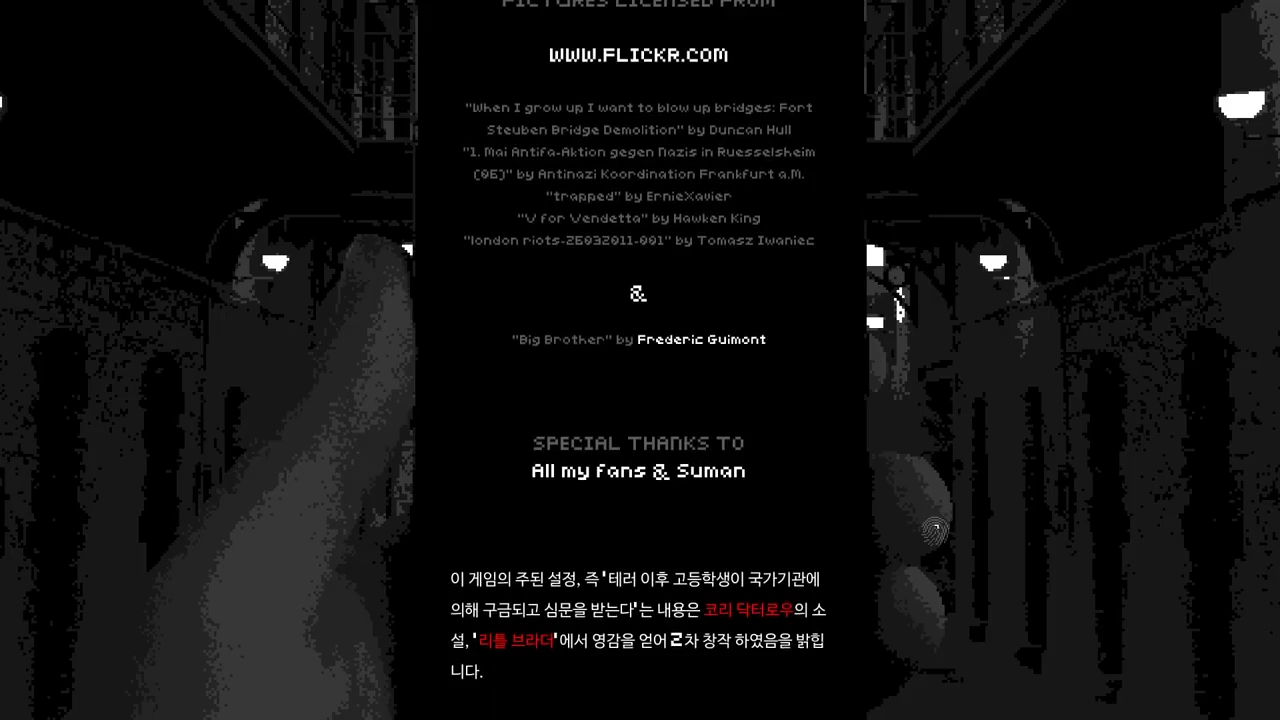 PICTURES LICENSED FROM
WWW.FLICKR.COM
"When I grow up I want to blow up bridges: Fort
Steuben Bridge Demolition" by Duncan Hull
"1. Mai Antifa-Aktion gegen Nazis in Ruesselsheim
(06)" by Antinazi Koordination Frankfurt a.M.
"trapped" by ErnieXavier
"V for Vendetta" by Hawken King
"london riots-26032011-001" by Tomasz Iwaniec
&
"Big Brother" by Frederic Guimont
SPECIAL THANKS TO
All my fans & Suman
이 게임의 주된 설정, 즉 '테러 이후 고등학생이 국가기관에
의해 구금되고 심문을 받는다'는 내용은 코리 닥터로우의 소
설, '리틀 브라더'에서 영감을 얻어 2차 창작 하였음을 밝힙
니다.